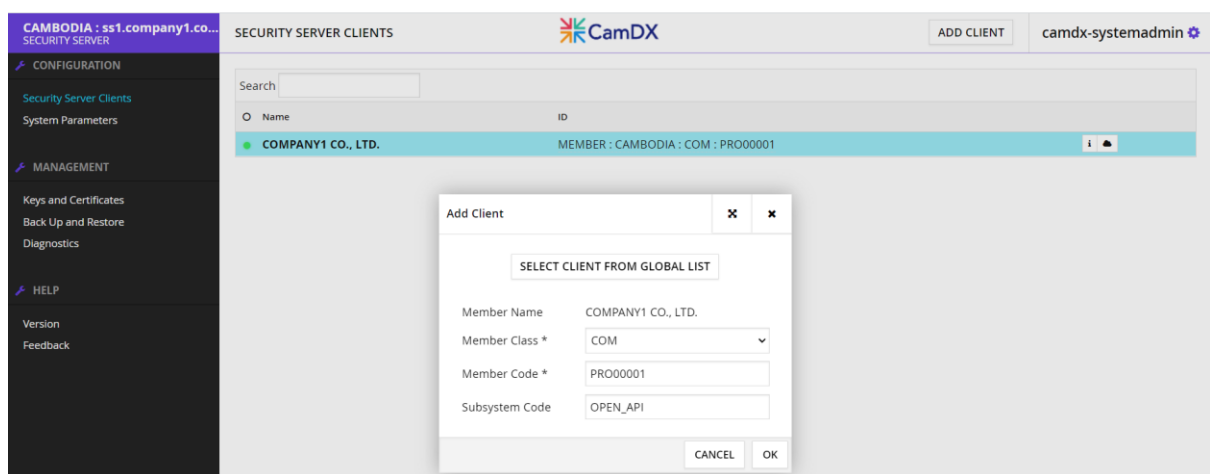 CAMBODIA : ss1.company1.co...
SECURITY SERVER
SECURITY SERVER CLIENTS
CamDX
ADD CLIENT
camdx-systemadmin
CONFIGURATION
Security Server Clients
System Parameters
MANAGEMENT
Keys and Certificates
Back Up and Restore
Diagnostics
HELP
Version
Feedback
Search
Name ID
COMPANY1 CO., LTD. MEMBER : CAMBODIA : COM : PRO00001 i
Add Client
SELECT CLIENT FROM GLOBAL LIST
Member Name COMPANY1 CO., LTD.
Member Class * COM
Member Code * PRO00001
Subsystem Code OPEN_API
CANCEL OK